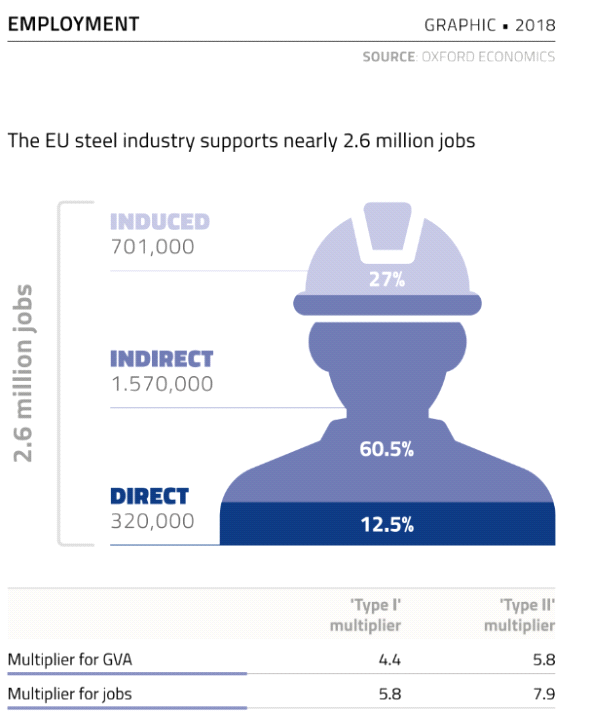 EMPLOYMENT
GRAPHIC ▪ 2018
SOURCE: OXFORD ECONOMICS
The EU steel industry supports nearly 2.6 million jobs
2.6 million jobs
INDUCED
701,000
27%
INDIRECT
1.570,000
60.5%
DIRECT
320,000
12.5%
'Type I' multiplier
'Type II' multiplier
Multiplier for GVA 4.4 5.8
Multiplier for jobs 5.8 7.9